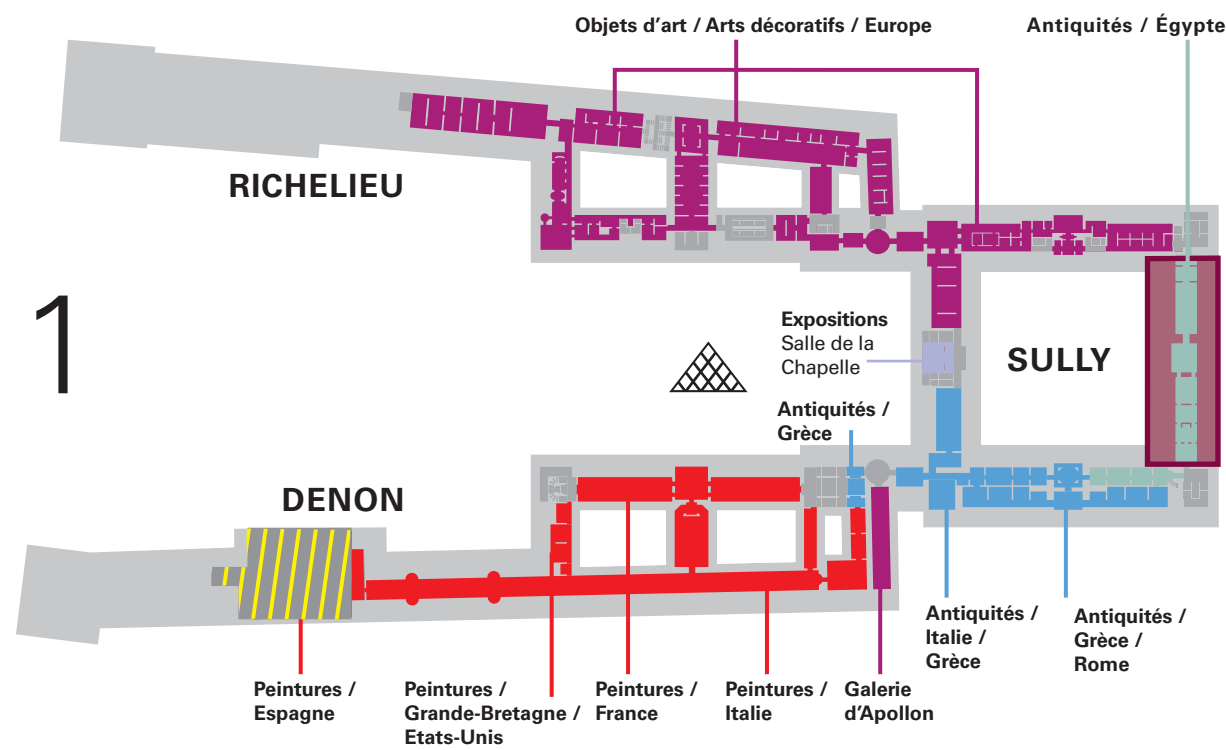 Objets d'art / Arts décoratifs / Europe
Antiquités / Égypte
RICHELIEU
1
Expositions
Salle de la
Chapelle
SULLY
Antiquités /
Grèce
DENON
Antiquités /
Italie /
Grèce
Antiquités /
Grèce /
Rome
Peintures /
Espagne
Peintures /
Grande-Bretagne /
Etats-Unis
Peintures /
France
Peintures /
Italie
Galerie
d'Apollon